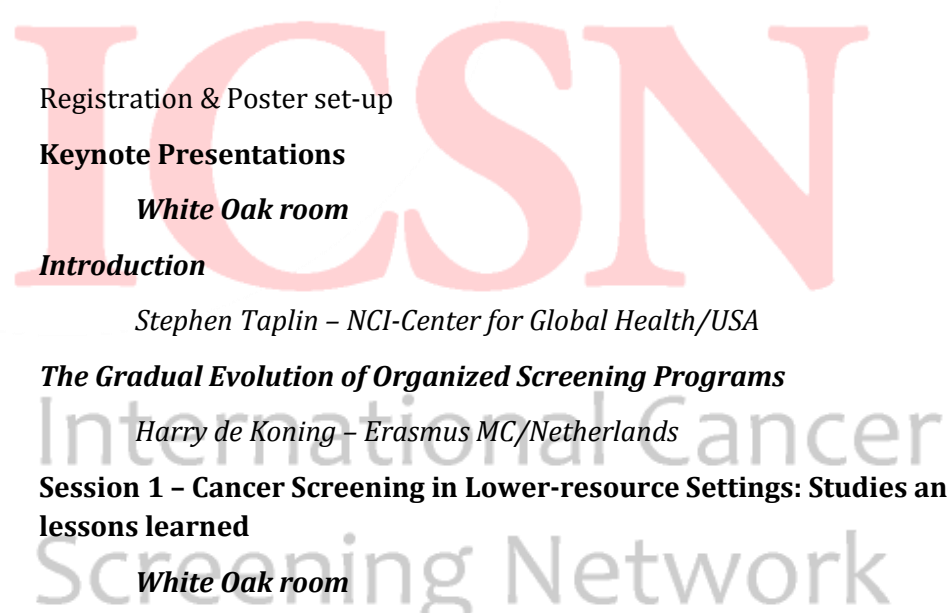 ICSN
Registration & Poster set-up
Keynote Presentations
White Oak room
Introduction
Stephen Taplin – NCI-Center for Global Health/USA
The Gradual Evolution of Organized Screening Programs
International Cancer
Harry de Koning – Erasmus MC/Netherlands
Session 1 – Cancer Screening in Lower-resource Settings: Studies an
lessons learned
Screening Network
White Oak room